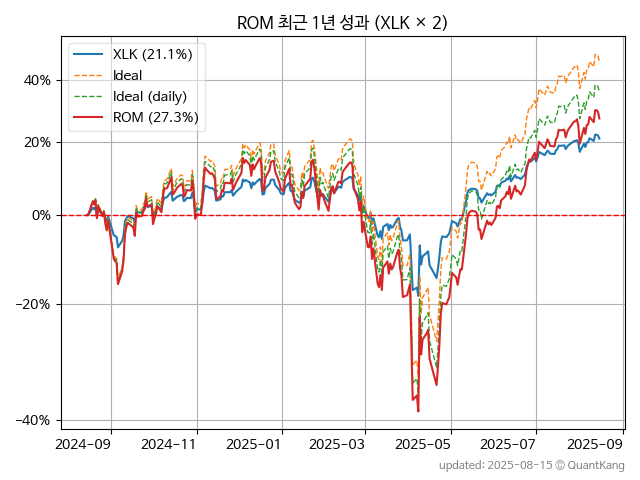 ROM 최근 1년 성과 (XLK × 2)
XLK (21.1%)
Ideal
Ideal (daily)
ROM (27.3%)
40%
20%
0%
−20%
−40%
2024−09
2024−11
2025−01
2025−03
2025−05
2025−07
2025−09
updated: 2025-08-15 ⓒ QuantKang